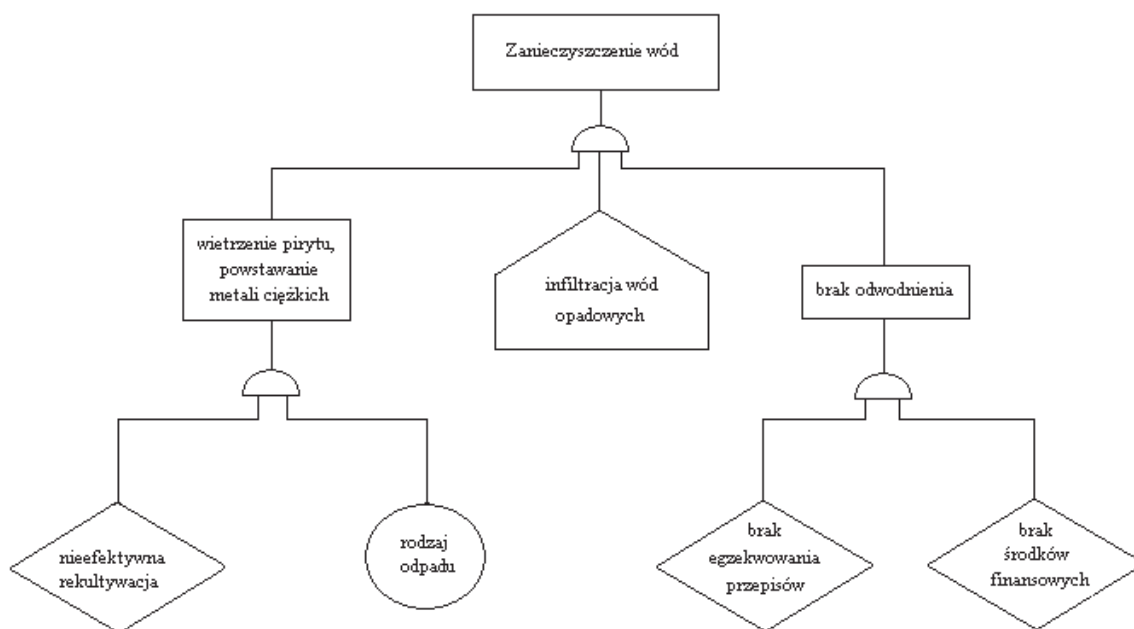 Zanieczyszczenie wód
wietrzenie pirytu,
powstawanie
metali ciężkich
infiltracja wód
opadowych
brak odwodnienia
nieefektywna
rekultywacja
rodzaj
odpadu
brak
egzekwowania
przepisów
brak
środków
finansowych